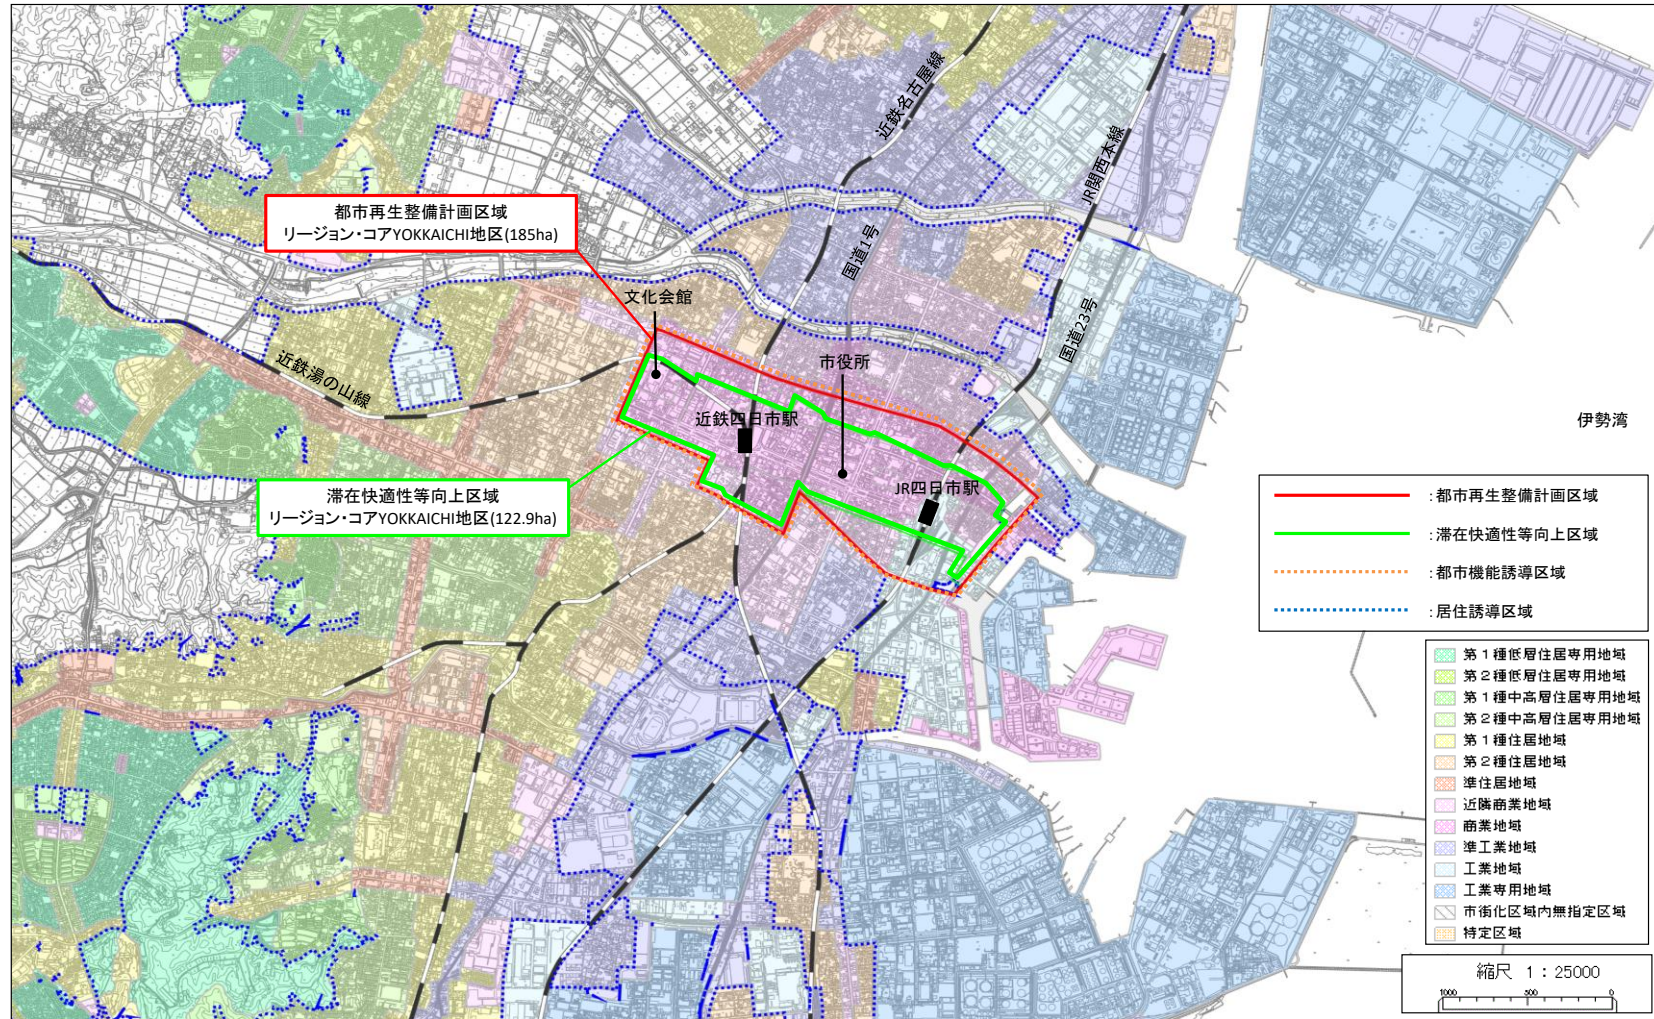 近鉄名古屋線
JR関西本線
都市再生整備計画区域
リージョン・コアYOKKAICHI地区(185ha)
国道1号
文化会館
国道23号
近鉄湯の山線
市役所
近鉄四日市駅
伊勢湾
JR四日市駅
滞在快適性等向上区域
リージョン・コアYOKKAICHI地区(122.9ha)
:都市再生整備計画区域
:滞在快適性等向上区域
:都市機能誘導区域
:居住誘導区域
第1種低層住居専用地域
第2種低層住居専用地域
第1種中高層住居専用地域
第2種中高層住居専用地域
第1種住居地域
第2種住居地域
準住居地域
近隣商業地域
商業地域
準工業地域
工業地域
工業専用地域
市街化区域内無指定区域
特定区域
縮尺 1:25000
1000 500 0